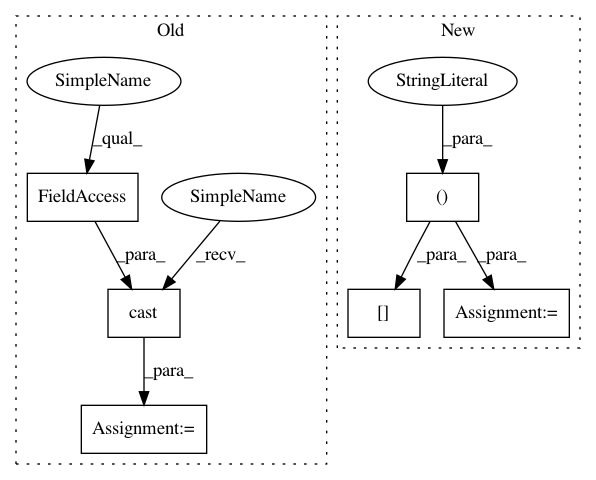 Old
New
SimpleName
StringLiteral
_qual_
_para_
FieldAccess
SimpleName
()
_para_
_recv_
_para_
_para_
cast
[]
Assignment:=
_para_
Assignment:=